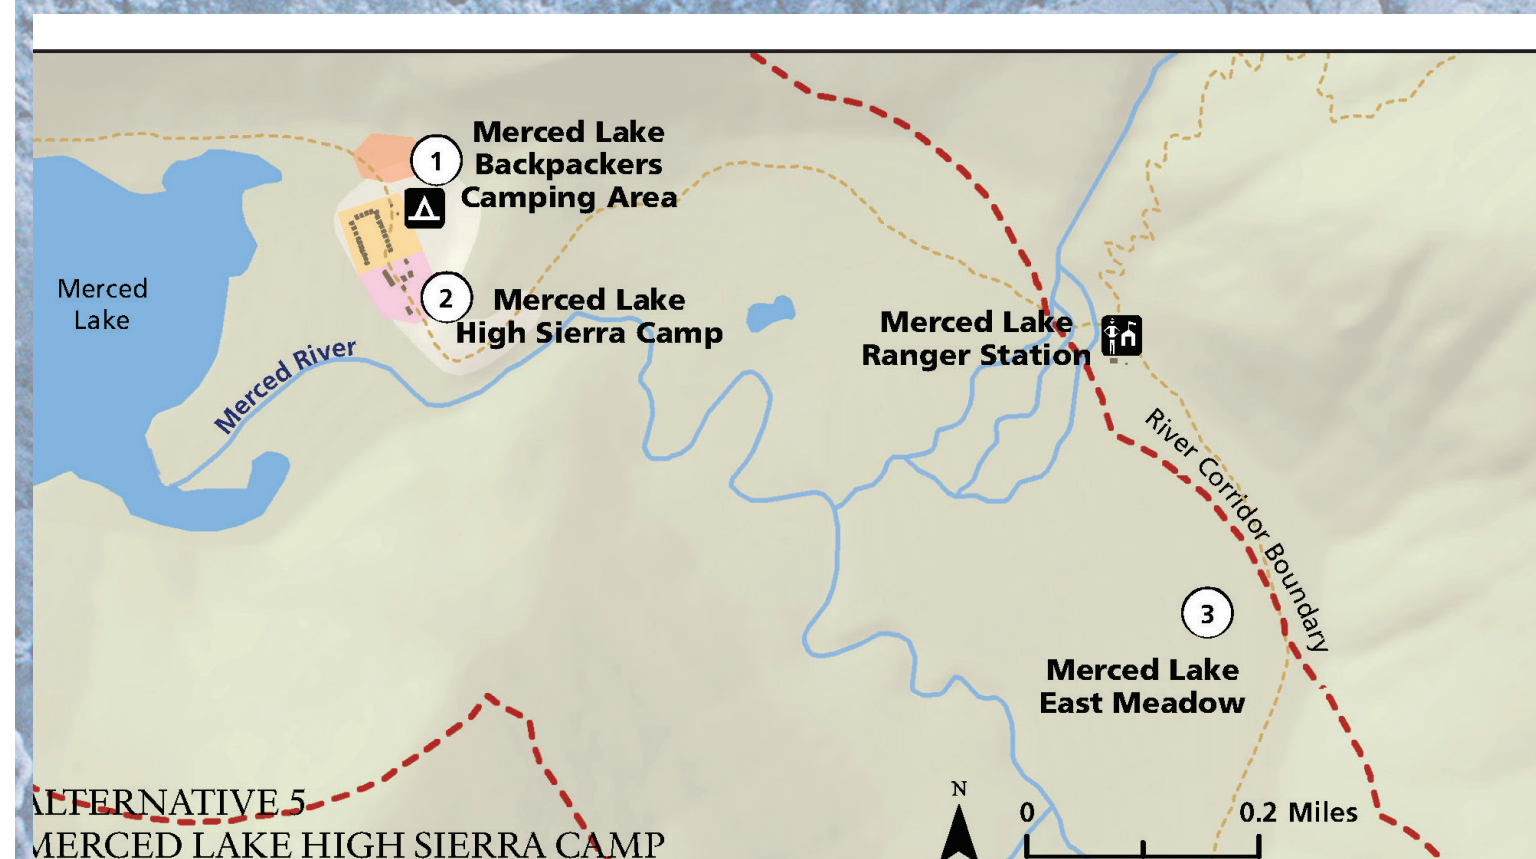 1
Merced Lake
Backpackers
Camping Area
Merced
Lake
2
Merced Lake
High Sierra Camp
Merced River
Merced Lake
Ranger Station
River Corridor Boundary
3
Merced Lake
East Meadow
N
0
0.2 Miles
ALTERNATIVE 5
MERCED LAKE HIGH SIERRA CAMP